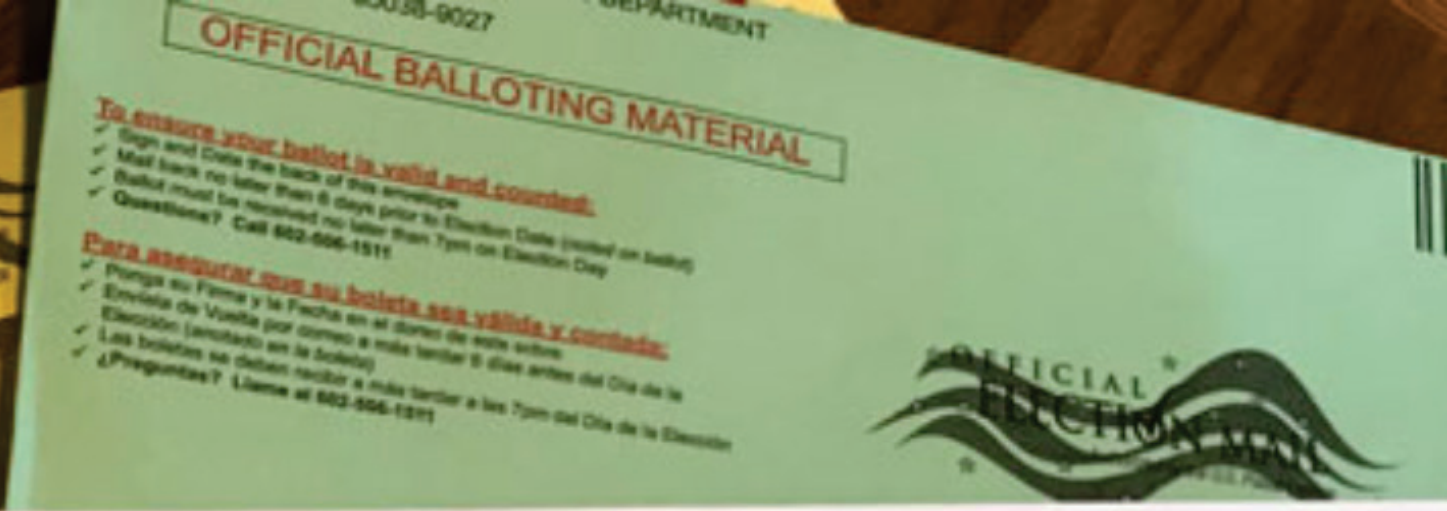 DEPARTMENT
85038-9027
OFFICIAL BALLOTING MATERIAL
To ensure your ballot is valid and counted:
✓ Sign and Date the back of this envelope
✓ Mail back no later than 6 days prior to Election Date (noted on ballot)
✓ Ballot must be received no later than 7pm on Election Day
✓ Questions? Call 602-506-1511
Para asegurar que su boleta sea válida y contada:
✓ Ponga su Firma y la Fecha en el dorso de este sobre
✓ Envíela de Vuelta por correo a más tardar 6 días antes del Día de la
Elección (anotado en la boleta)
✓ Las boletas se deben recibir a más tardar a las 7pm del Día de la Elección
✓ ¿Preguntas? Llame al 602-506-1511
OFFICIAL
ELECTION MAIL